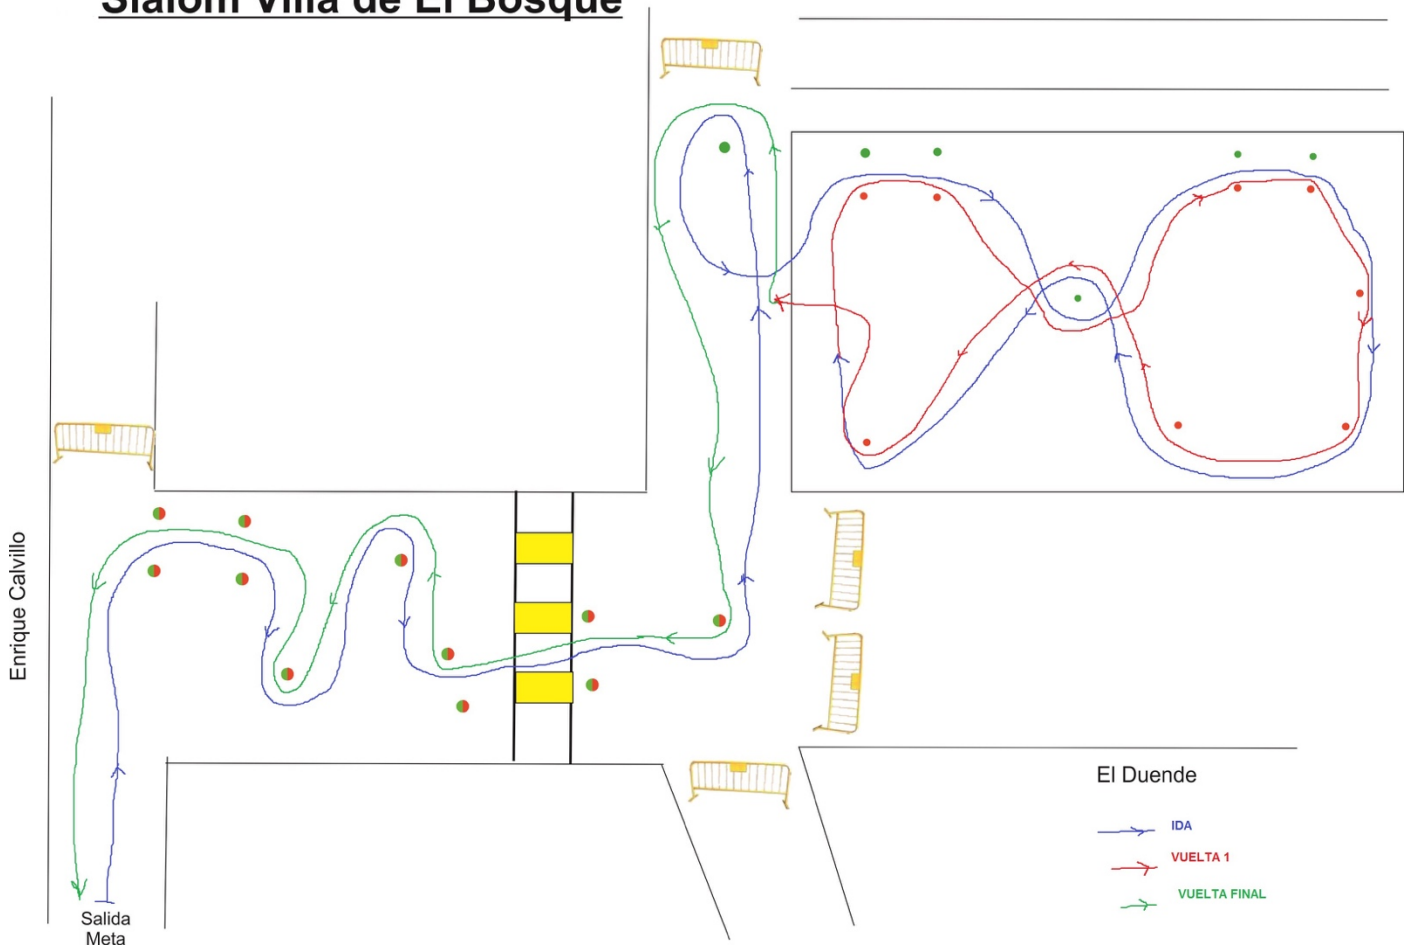 Slalom Villa de El Bosque
Enrique Calvillo
El Duende
IDA
VUELTA 1
VUELTA FINAL
Salida
Meta